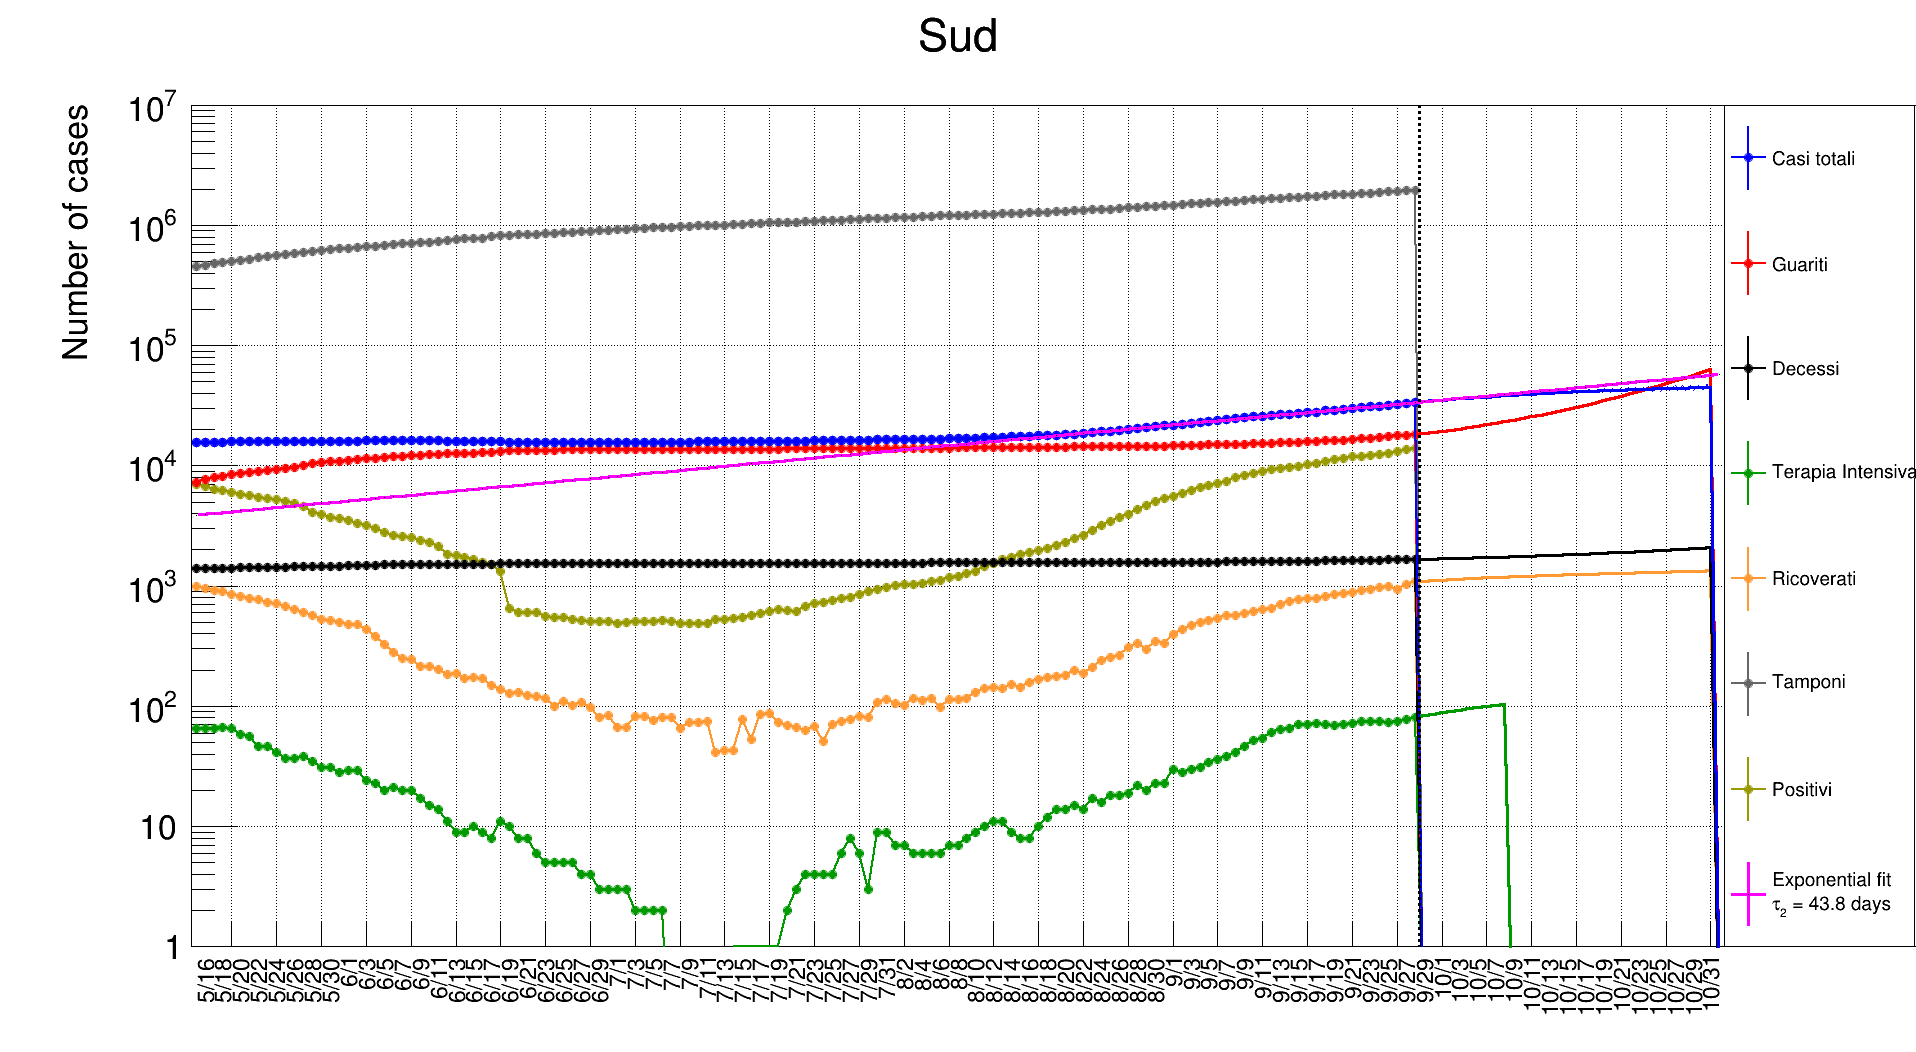 Sud
Number of cases
10^7
10^6
10^5
10^4
10^3
10^2
10
1
5/16 5/18 5/20 5/22 5/24 5/26 5/28 5/30 6/1 6/3 6/5 6/7 6/9 6/11 6/13 6/15 6/17 6/19 6/21 6/23 6/25 6/27 6/29 7/1 7/3 7/5 7/7 7/9 7/11 7/13 7/15 7/17 7/19 7/21 7/23 7/25 7/27 7/29 7/31 8/2 8/4 8/6 8/8 8/10 8/12 8/14 8/16 8/18 8/20 8/22 8/24 8/26 8/28 8/30 9/1 9/3 9/5 9/7 9/9 9/11 9/13 9/15 9/17 9/19 9/21 9/23 9/25 9/27 9/29 10/1 10/3 10/5 10/7 10/9 10/11 10/13 10/15 10/17 10/19 10/21 10/23 10/25 10/27 10/29 10/31
Casi totali
Guariti
Decessi
Terapia Intensiva
Ricoverati
Tamponi
Positivi
Exponential fit
τ_2 = 43.8 days